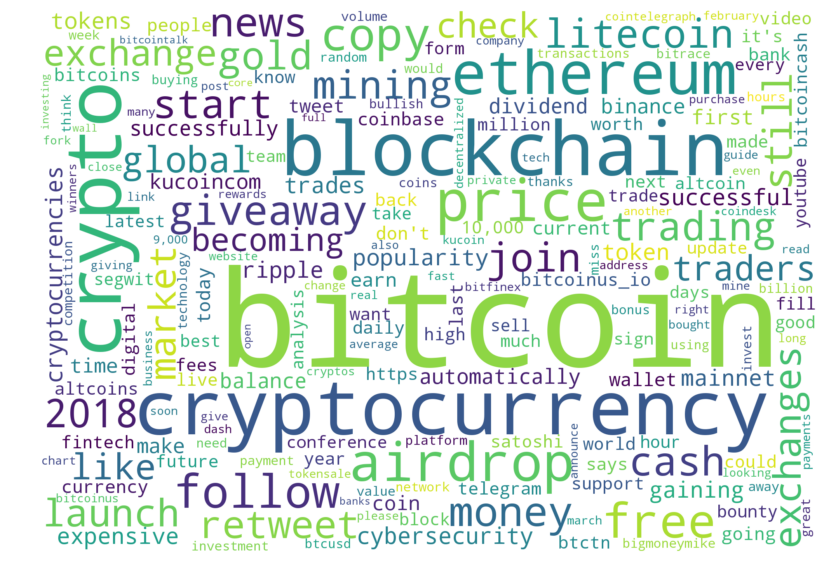 tokens
people
week
bitcointalk
news
volume
random
copy
check
form
company
cointelegraph
february
video
litecoin
it's
bank
transactions
bitrace
every
exchange
gold
bitcoins
buying
post
core
would
know
mining
tweet
bullish
ethereum
investing
think
many
wall
full
start
dividend
binance
purchase
hours
still
bitcoincash
crypto
fork
close
successfully
coinbase
million
worth
first
decentralized
blockchain
tech
guide
made
even
global
team
link
rewards
coins
private
thanks
next
altcoin
youtube
winners
kucoincom
trades
price
trade
successful
cryptocurrencies
competition
giving
latest
giveaway
back
take
another
coindesk
don't
10,000
current
trading
becoming
9,000
technology
segwit
website
also
kucoin
join
miss
address
token
update
read
market
ripple
popularity
traders
today
earn
fast
bitcoinus_io
mine
billion
digital
business
time
best
open
change
real
analysis
bitcoin
bitfinex
want
daily
high
last
sell
much
days
bonus
right
bought
sign
using
invest
fill
good
long
average
cryptos
fees
live
balance
https
automatically
wallet
mainnet
altcoins
2018
soon
give
dash
cryptocurrency
exchanges
payments
fintech
make
need
conference
platform
satoshi
announce
world
hour
chart
like
future
payment
year
tokensale
airdrop
says
cash
could
looking
currency
bitcoinus
follow
banks
value
network
telegram
support
gaining
away
coin
launch
retweet
please
block
money
march
free
bounty
going
great
expensive
investment
btcusd
cybersecurity
btctn
bigmoneymike